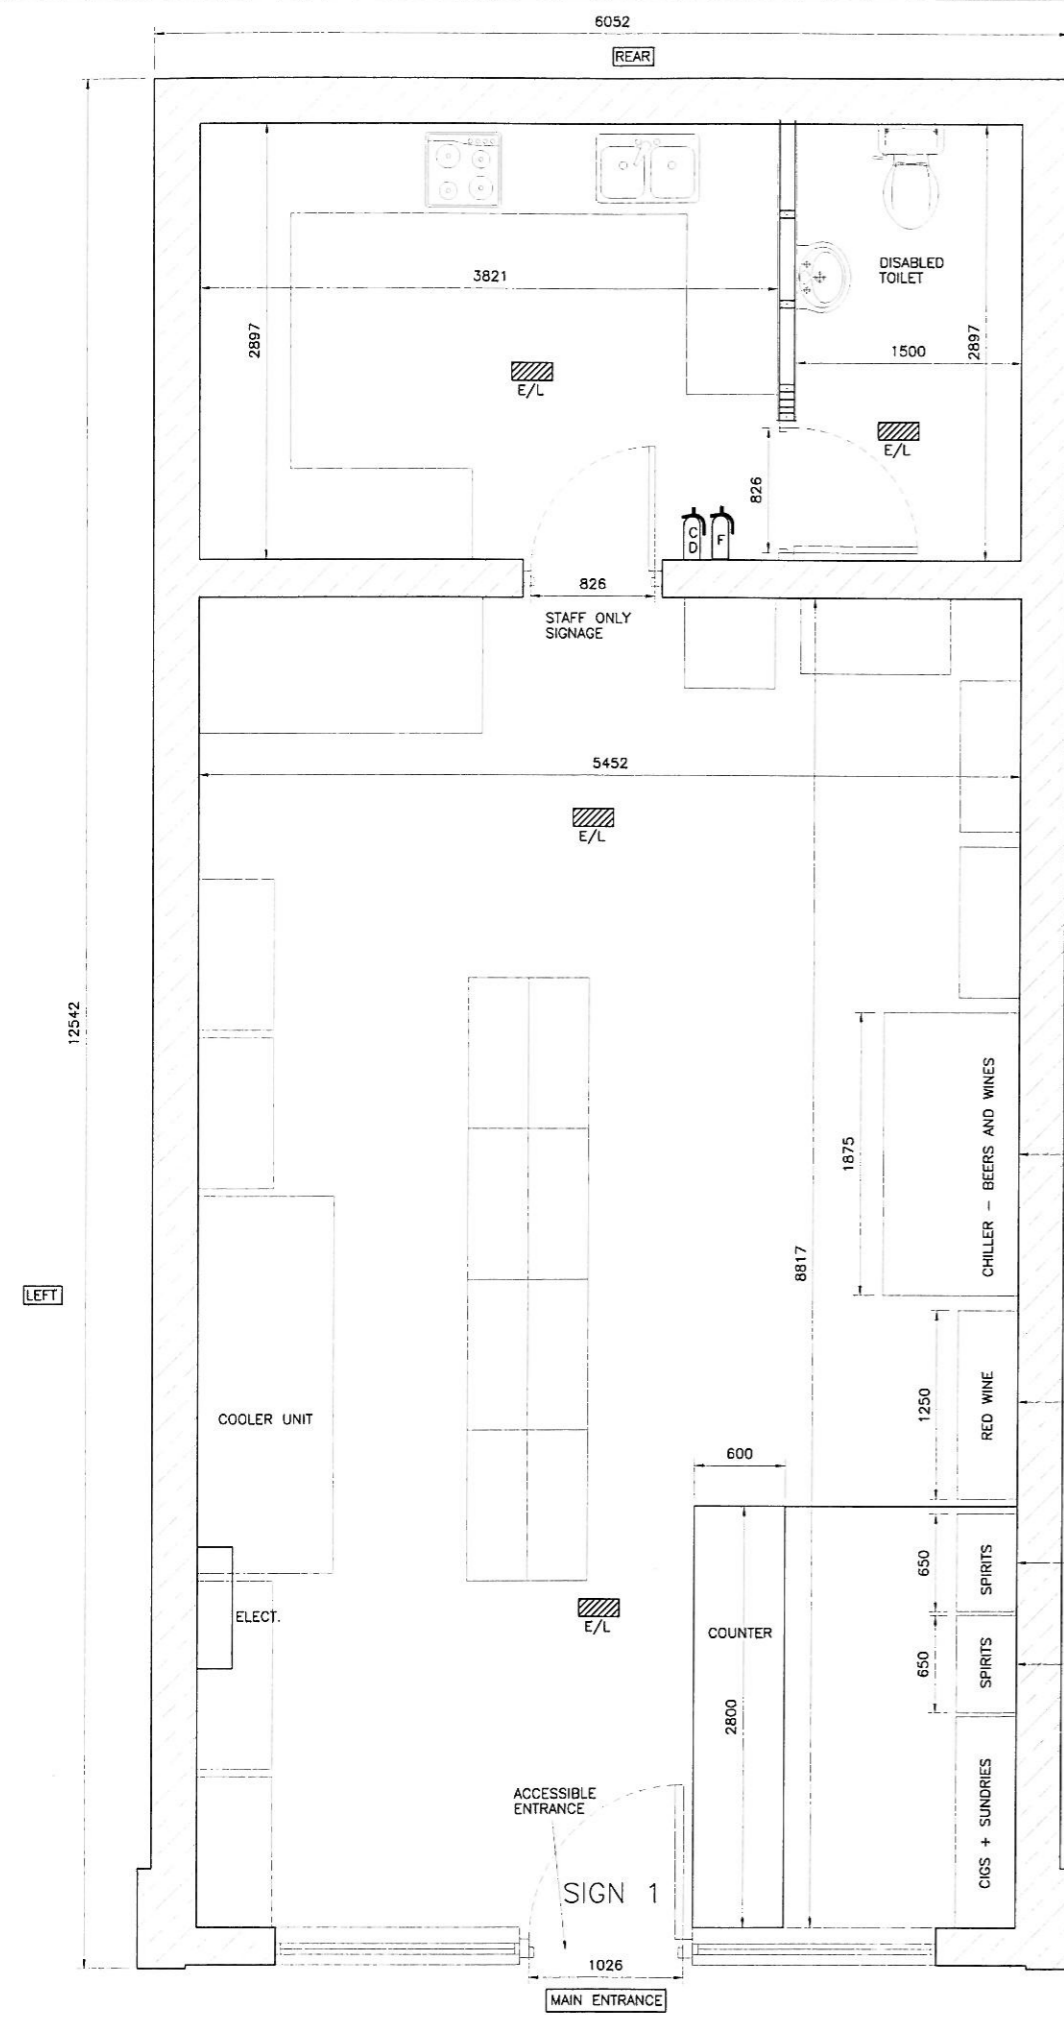 6052
REAR
3821
2897
DISABLED
TOILET
2897
1500
E/L
E/L
826
C
D
F
826
STAFF ONLY
SIGNAGE
5452
E/L
12542
1875
CHILLER - BEERS AND WINES
8817
LEFT
1250
RED WINE
COOLER UNIT
600
650
SPIRITS
ELECT.
E/L
COUNTER
650
SPIRITS
2800
ACCESSIBLE
ENTRANCE
CIGS + SUNDRIES
SIGN 1
1026
MAIN ENTRANCE